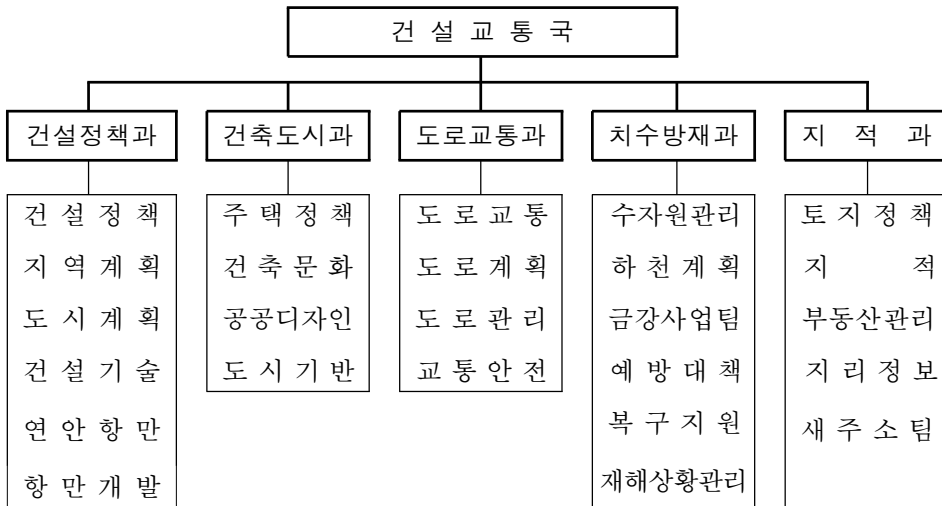 건 설 교 통 국
건설정책과
건축도시과
도로교통과
치수방재과
지 적 과
건 설 정 책
지 역 계 획
도 시 계 획
건 설 기 술
연 안 항 만
항 만 개 발
주 택 정 책
건 축 문 화
공공디자인
도 시 기 반
도 로 교 통
도 로 계 획
도 로 관 리
교 통 안 전
수자원관리
하 천 계 획
금강사업팀
예 방 대 책
복 구 지 원
재해상황관리
토 지 정 책
지 적
부동산관리
지 리 정 보
새 주 소 팀